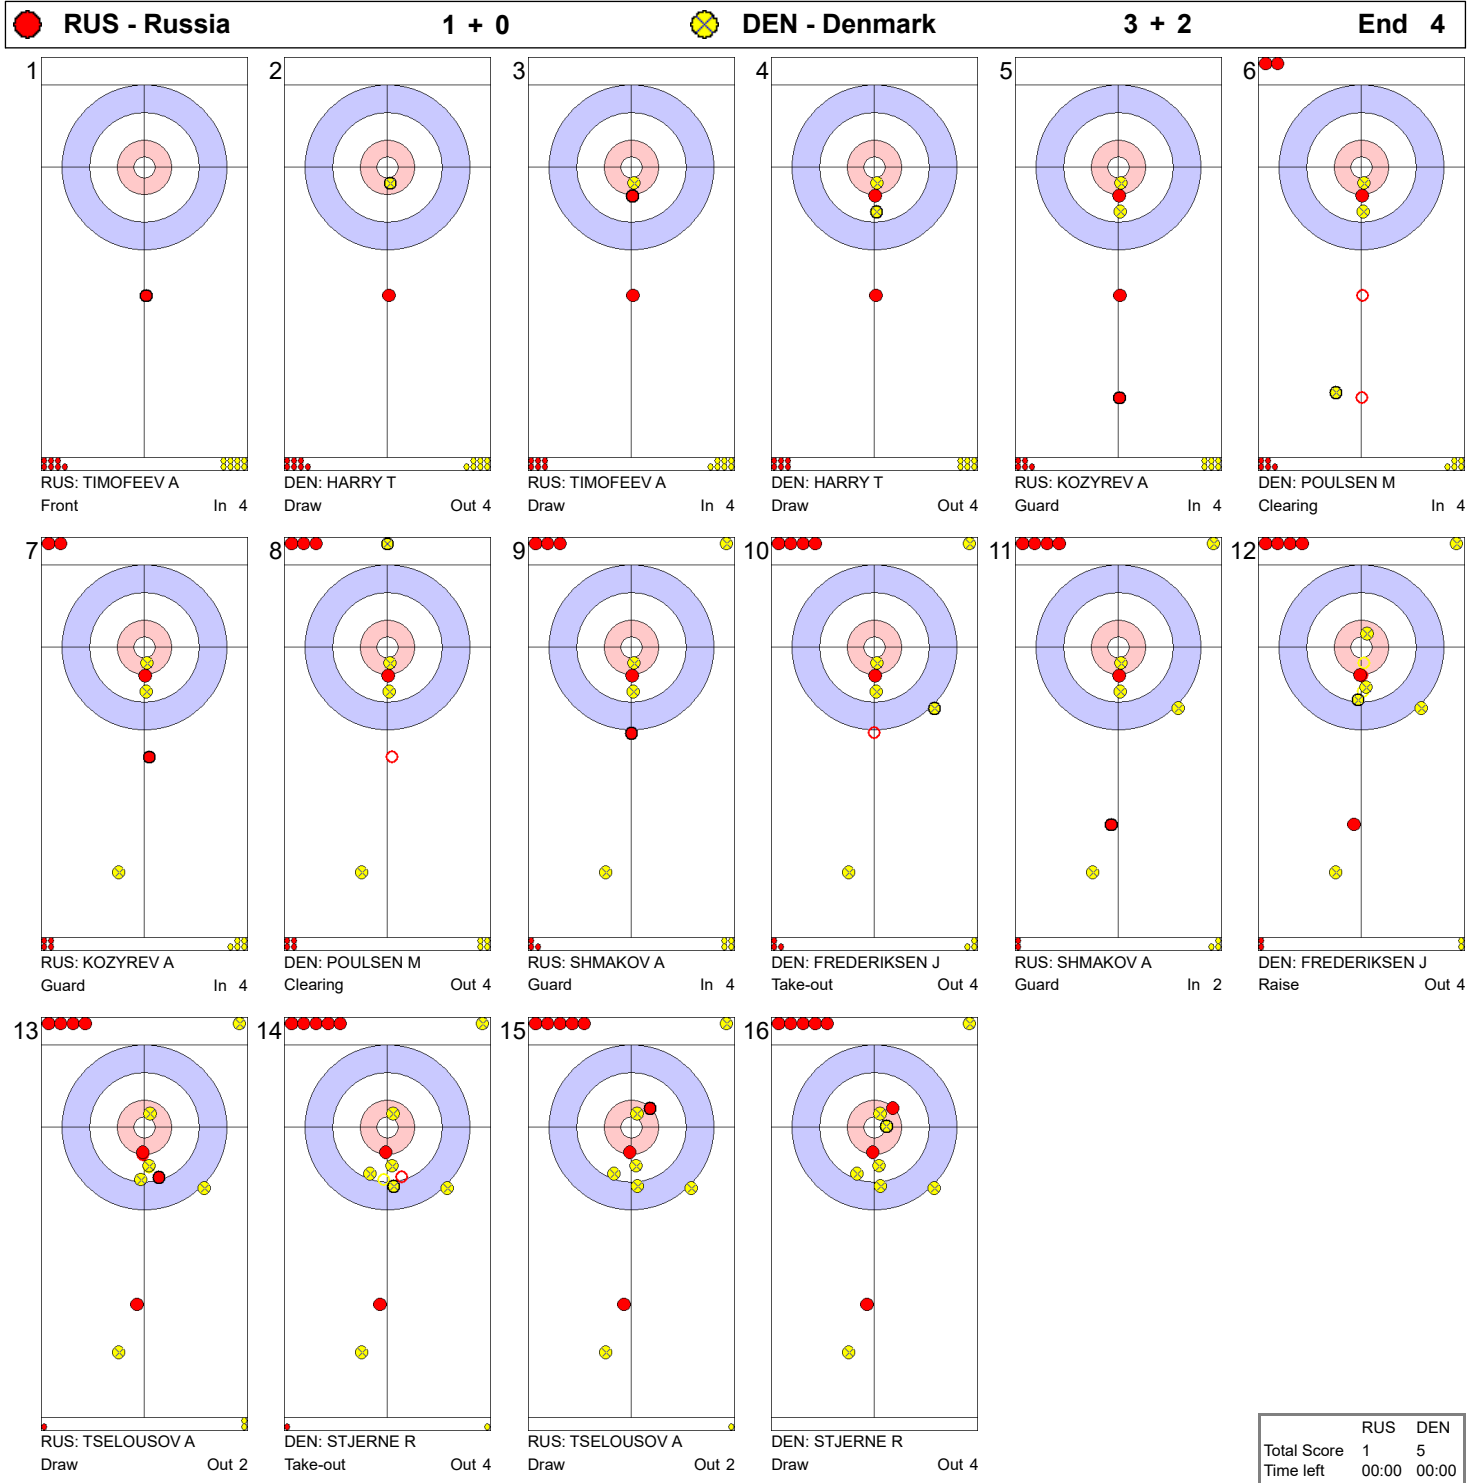 RUS - Russia 1 + 0 DEN - Denmark 3 + 2 End 4
1 2 3 4 5 6
RUS: TIMOFEEV A DEN: HARRY T RUS: TIMOFEEV A DEN: HARRY T RUS: KOZYREV A DEN: POULSEN M
Front In 4 Draw Out 4 Draw In 4 Draw Out 4 Guard In 4 Clearing In 4
7 8 9 10 11 12
RUS: KOZYREV A DEN: POULSEN M RUS: SHMAKOV A DEN: FREDERIKSEN J RUS: SHMAKOV A DEN: FREDERIKSEN J
Guard In 4 Clearing Out 4 Guard In 4 Take-out Out 4 Guard In 2 Raise Out 4
13 14 15 16
RUS: TSELOUSOV A DEN: STJERNE R RUS: TSELOUSOV A DEN: STJERNE R
Draw Out 2 Take-out Out 4 Draw Out 2 Draw Out 4
RUS DEN
Total Score 1 5
Time left 00:00 00:00